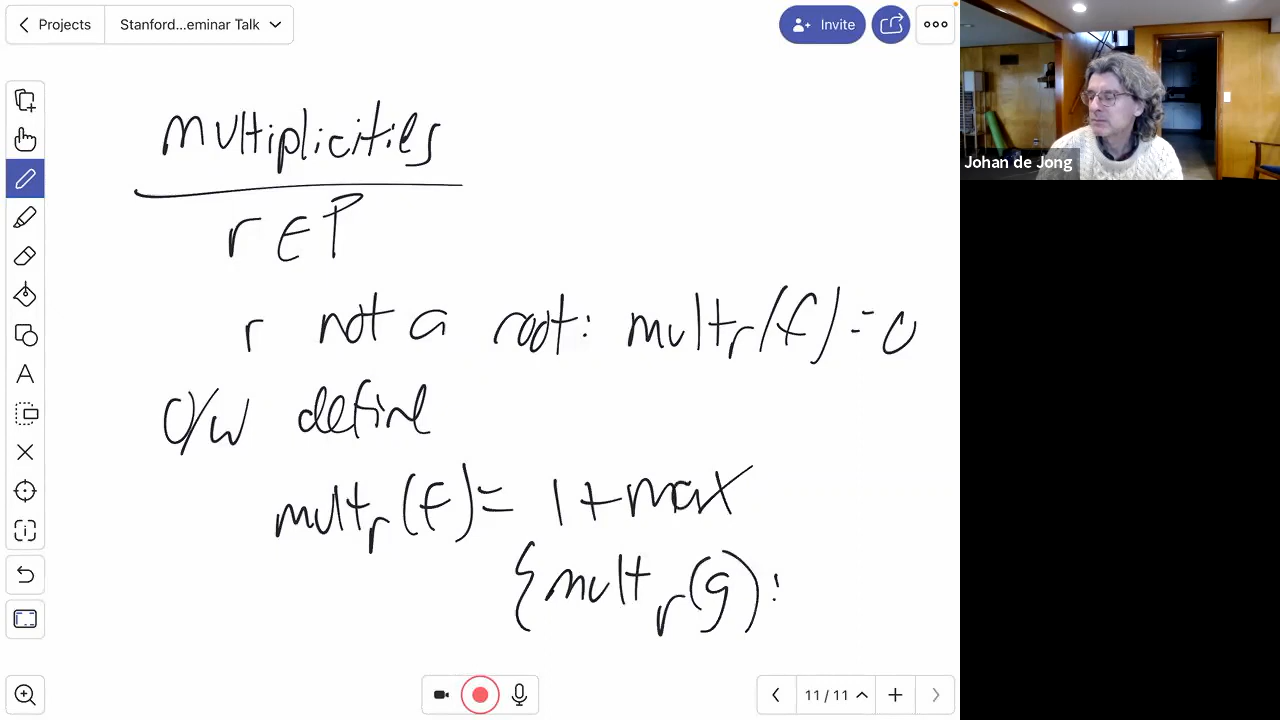 Projects
Stanford...eminar Talk
Invite
multiplicities
r ∈ P
r not a root: mult_r(f) = 0
o/w define
mult_r(f) = 1 + max
{mult_r(g):
11 / 11
A
Johan de Jong